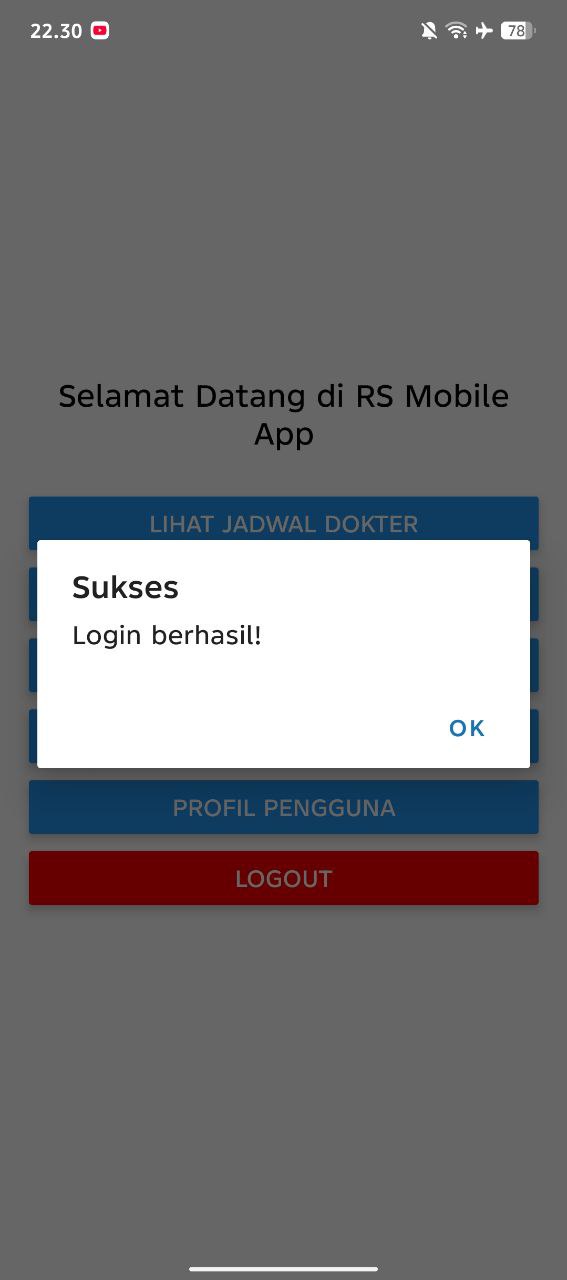 22.30
78
Selamat Datang di RS Mobile
App
LIHAT JADWAL DOKTER
Sukses
Login berhasil!
OK
PROFIL PENGGUNA
LOGOUT